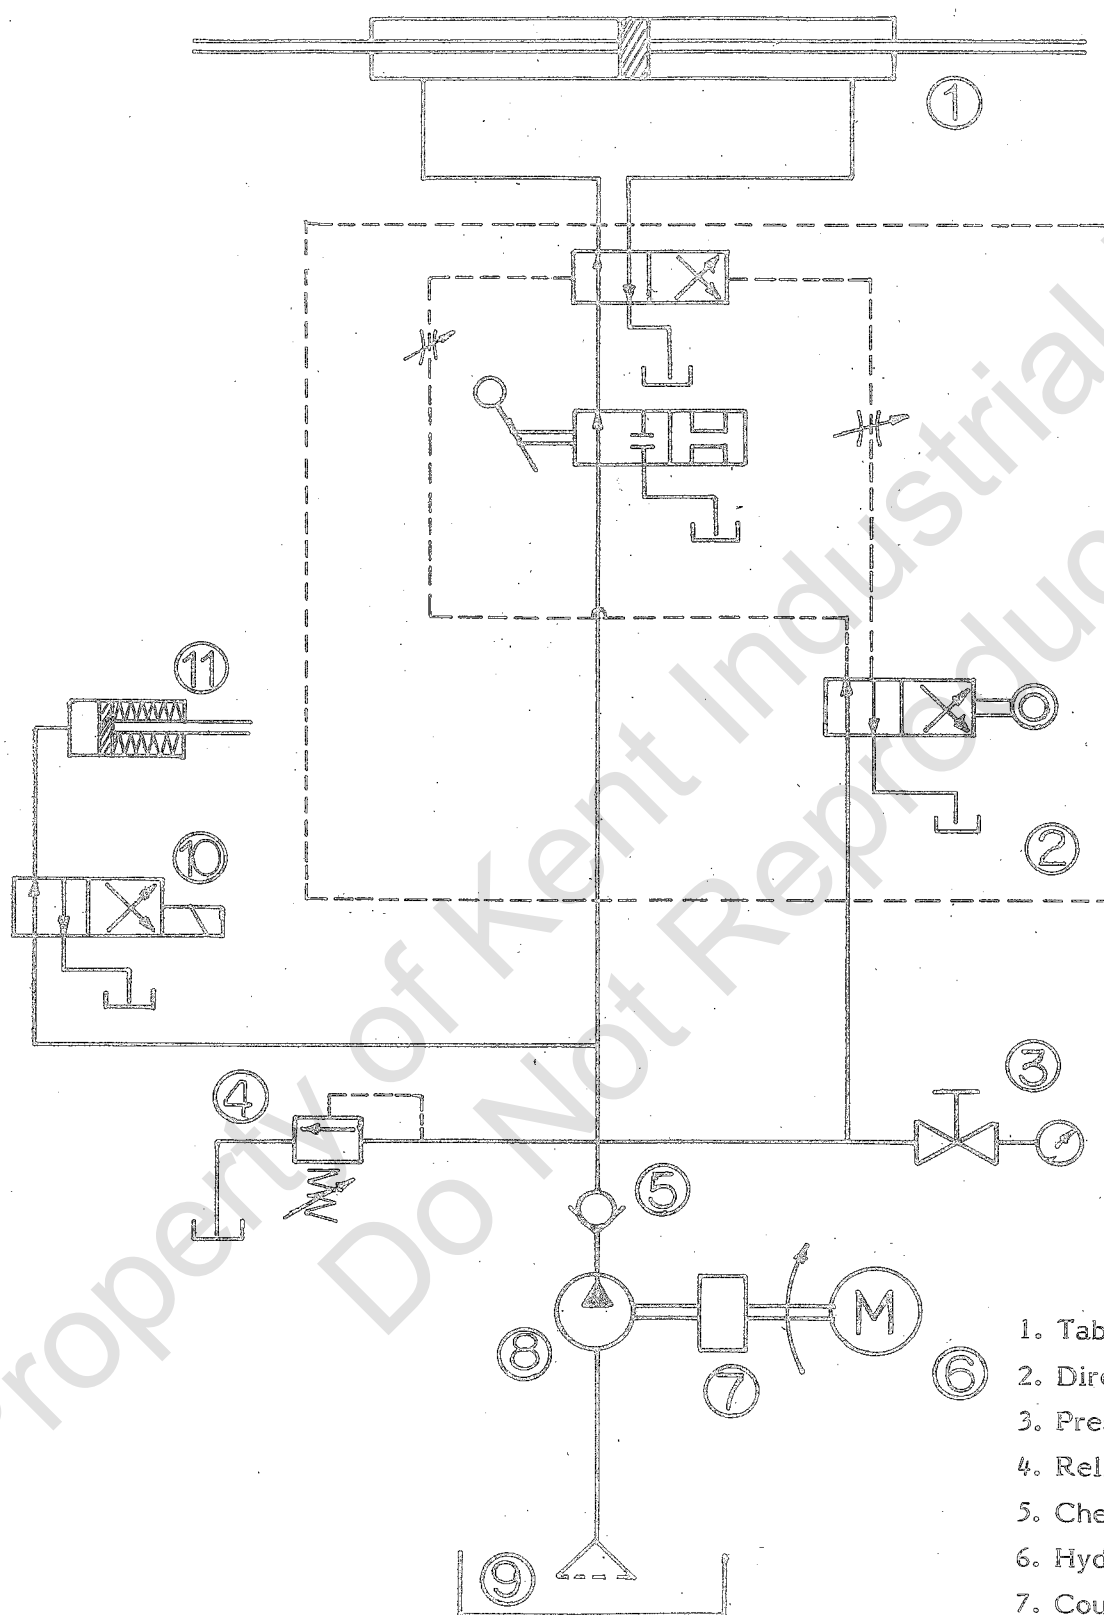 1
11
10
2
3
4
5
M
8
7
6
9
1. Tab
2. Dire
3. Pre
4. Rel
5. Che
6. Hyd
7. Cou
Property of Kent Industrial
Do Not Reproduc